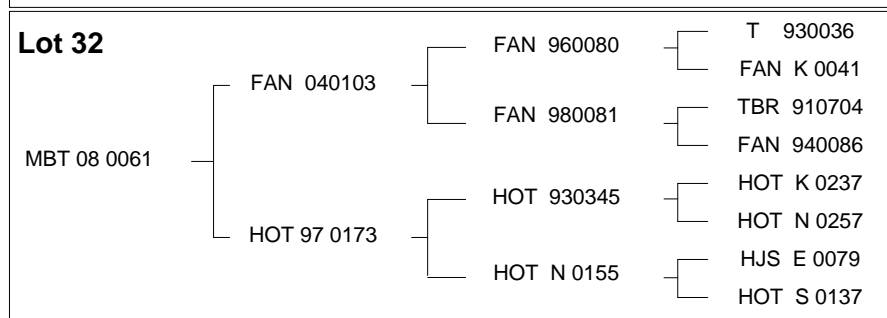 Lot 32
T 930036
FAN 960080
FAN K 0041
FAN 040103
TBR 910704
FAN 980081
FAN 940086
MBT 08 0061
HOT K 0237
HOT 930345
HOT N 0257
HOT 97 0173
HJS E 0079
HOT N 0155
HOT S 0137